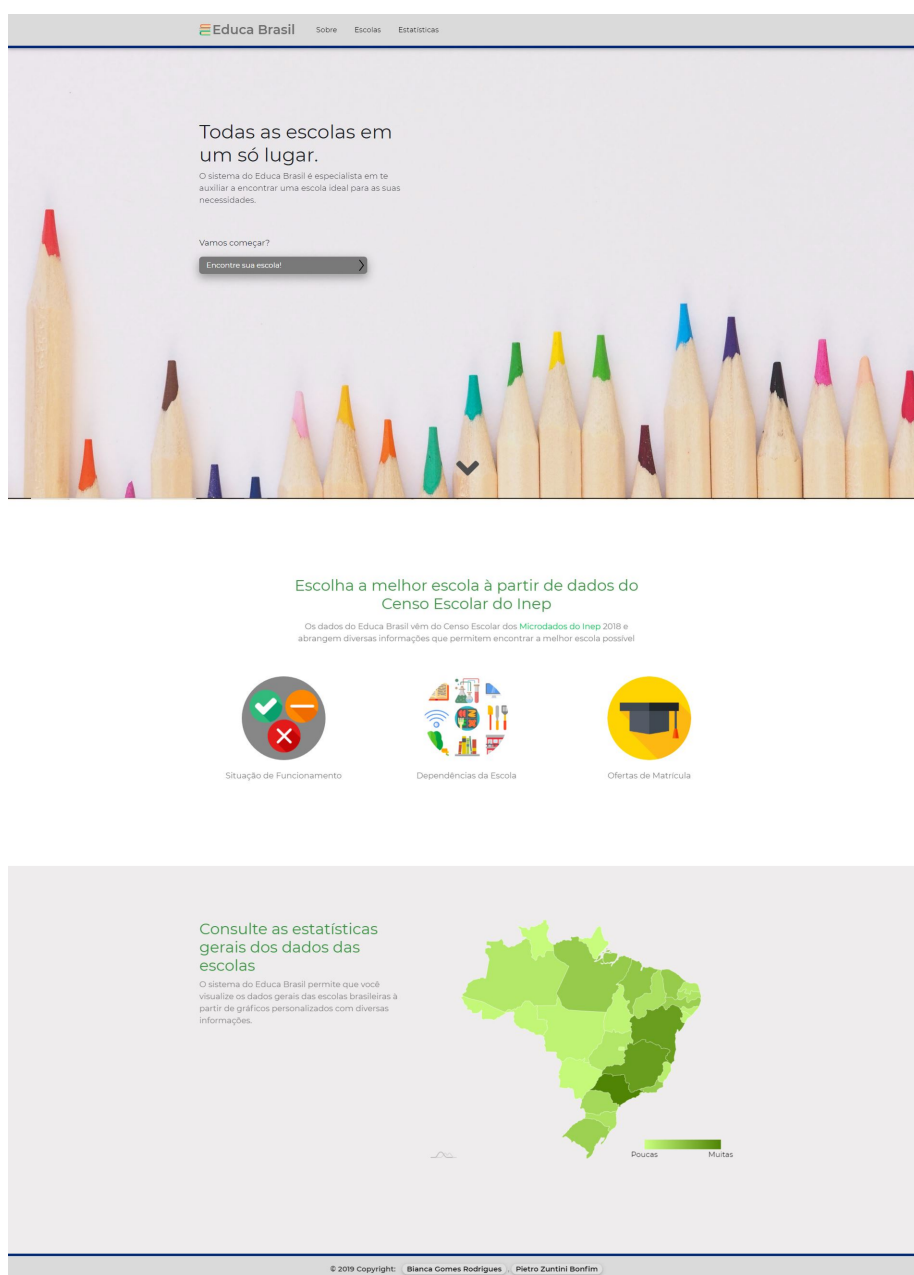 Educa Brasil Sobre Escolas Estatísticas
Todas as escolas em
um só lugar.
O sistema do Educa Brasil é especialista em te
auxiliar a encontrar uma escola ideal para as suas
necessidades.
Vamos começar?
Encontre sua escola!
Escolha a melhor escola à partir de dados do
Censo Escolar do Inep
Os dados do Educa Brasil vêm do Censo Escolar dos Microdados do Inep 2018 e
abrangem diversas informações que permitem encontrar a melhor escola possível
Situação de Funcionamento
Dependências da Escola
Ofertas de Matrícula
Consulte as estatísticas
gerais dos dados das
escolas
O sistema do Educa Brasil permite que você
visualize os dados gerais das escolas brasileiras à
partir de gráficos personalizados com diversas
informações.
Poucas Muitas
© 2019 Copyright: Bianca Gomes Rodrigues , Pietro Zuntini Bonfim